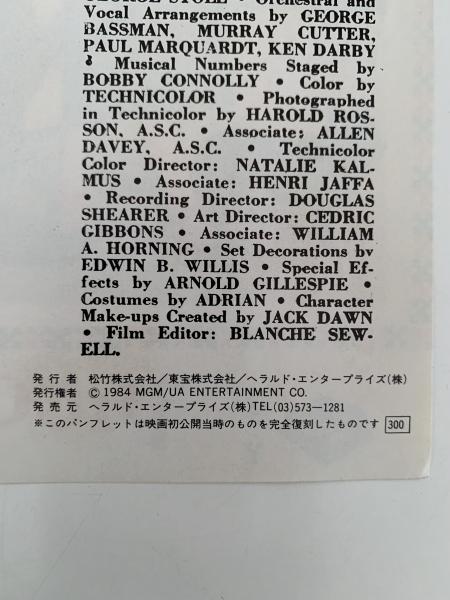 GEORGE STOLL • Orchestral and
Vocal Arrangements by GEORGE
BASSMAN, MURRAY CUTTER,
PAUL MARQUARDT, KEN DARBY
• Musical Numbers Staged by
BOBBY CONNOLLY • Color by
TECHNICOLOR • Photographed
in Technicolor by HAROLD ROS-
SON, A.S.C. • Associate; ALLEN
DAVEY, A.S.C. • Technicolor
Color Director: NATALIE KAL-
MUS • Associate: HENRI JAFFA
• Recording Director: DOUGLAS
SHEARER • Art Director: CEDRIC
GIBBONS • Associate: WILLIAM
A. HORNING • Set Decorations by
EDWIN B. WILLIS • Special Ef-
fects by ARNOLD GILLESPIE •
Costumes by ADRIAN • Character
Make-ups Created by JACK DAWN
• Film Editor: BLANCHE SEW-
ELL.
発行者 松竹株式会社/東宝株式会社/ヘラルド・エンタープライズ(株)
発行権者 © 1984 MGM/UA ENTERTAINMENT CO.
発売元 ヘラルド・エンタープライズ(株)TEL(03)573—1281
※このパンフレットは映画初公開当時のものを完全復刻したものです 300